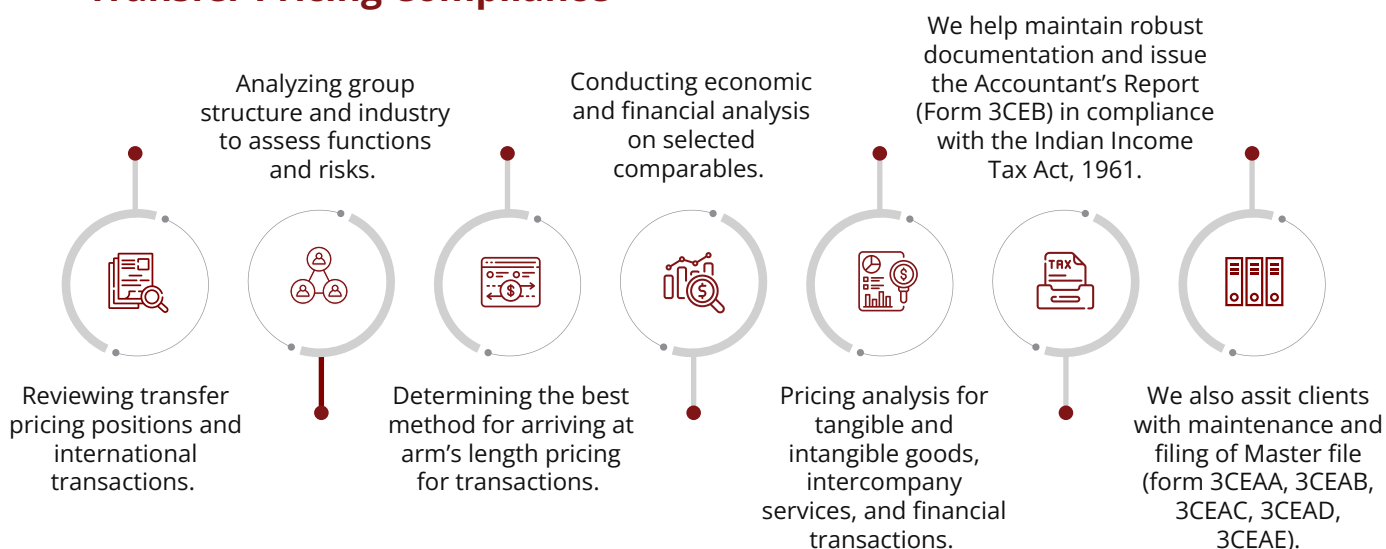 Transfer Pricing Compliance
Reviewing transfer
pricing positions and
international
transactions.
Analyzing group
structure and industry
to assess functions
and risks.
Determining the best
method for arriving at
arm’s length pricing
for transactions.
Conducting economic
and financial analysis
on selected
comparables.
Pricing analysis for
tangible and
intangible goods,
intercompany
services, and financial
transactions.
We help maintain robust
documentation and issue
the Accountant’s Report
(Form 3CEB) in compliance
with the Indian Income
Tax Act, 1961.
TAX
We also assit clients
with maintenance and
filing of Master file
(form 3CEAA, 3CEAB,
3CEAC, 3CEAD,
3CEAE).